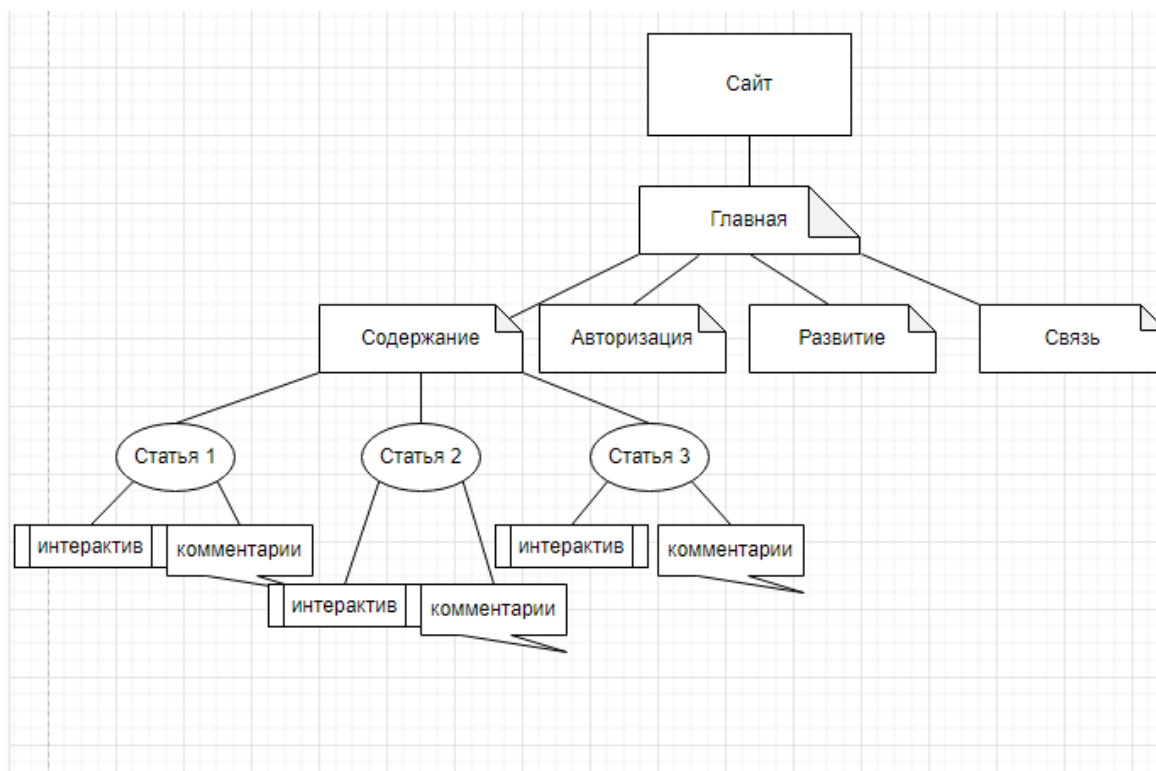 Сайт
Главная
Содержание
Авторизация
Развитие
Связь
Статья 1
Статья 2
Статья 3
интерактив
комментарии
интерактив
комментарии
интерактив
комментарии